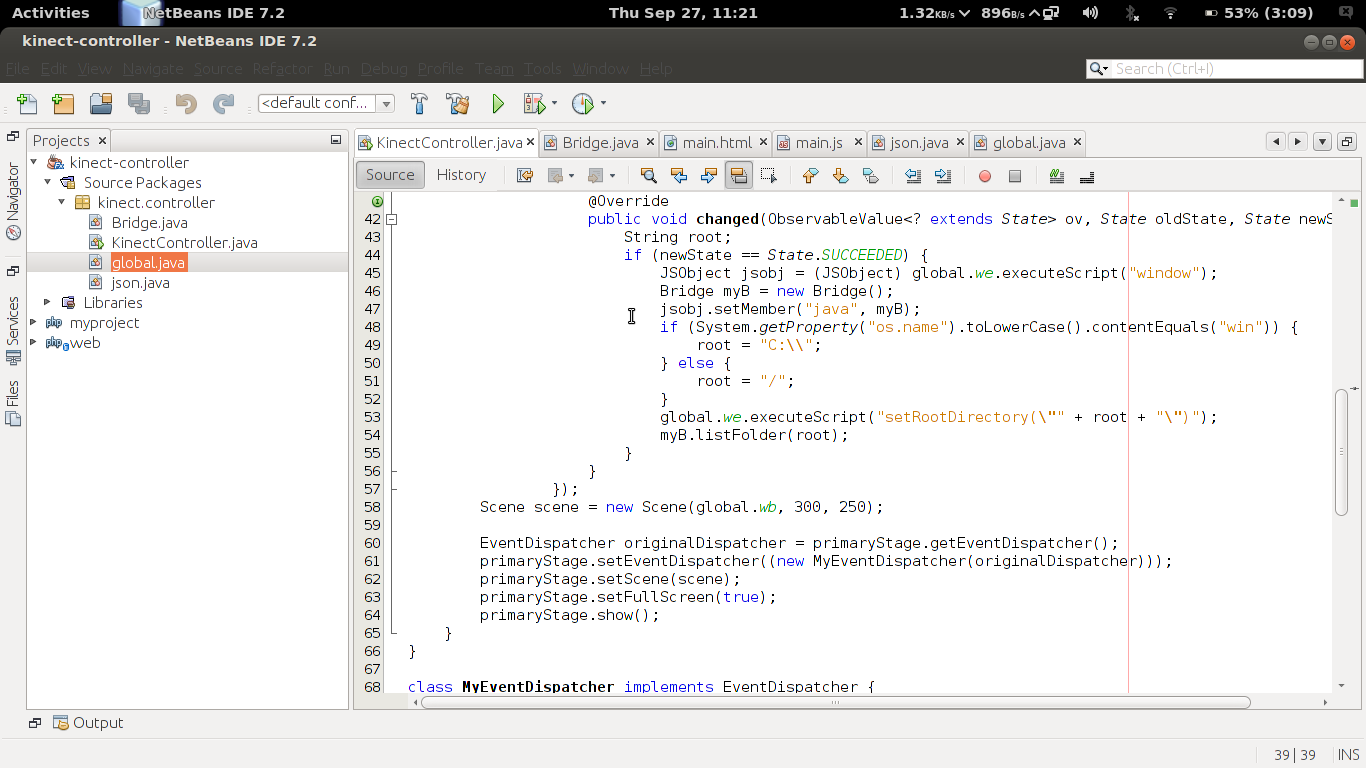 Activities NetBeans IDE 7.2 Thu Sep 27, 11:21 1.32KB/s 896B/s 53% (3:09)
kinect-controller - NetBeans IDE 7.2
File Edit View Navigate Source Refactor Run Debug Profile Team Tools Window Help Search (Ctrl+I)
<default conf...
Projects
kinect-controller
Source Packages
kinect.controller
Bridge.java
KinectController.java
global.java
json.java
Libraries
myproject
web
Navigator
Services
Files
KinectController.java Bridge.java main.html main.js json.java global.java
Source History
@Override
42 public void changed(ObservableValue<? extends State> ov, State oldState, State newS
43 String root;
44 if (newState == State.SUCCEEDED) {
45 JSObject jsobj = (JSObject) global.we.executeScript("window");
46 Bridge myB = new Bridge();
47 jsobj.setMember("java", myB);
48 if (System.getProperty("os.name").toLowerCase().contentEquals("win")) {
49 root = "C:\\";
50 } else {
51 root = "/";
52 }
53 global.we.executeScript("setRootDirectory(\"" + root + "\")");
54 myB.listFolder(root);
55 }
56 }
57 });
58 Scene scene = new Scene(global.wb, 300, 250);
59
60 EventDispatcher originalDispatcher = primaryStage.getEventDispatcher();
61 primaryStage.setEventDispatcher((new MyEventDispatcher(originalDispatcher)));
62 primaryStage.setScene(scene);
63 primaryStage.setFullScreen(true);
64 primaryStage.show();
65 }
66 }
67
68 class MyEventDispatcher implements EventDispatcher {
Output
39|39 INS